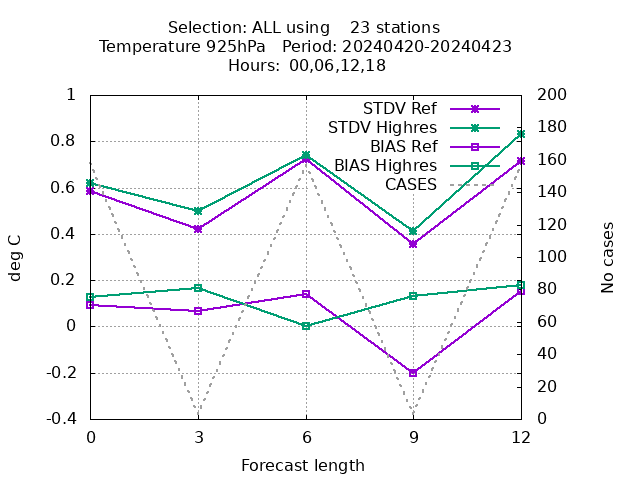 Selection: ALL using    23 stations
Temperature 925hPa   Period: 20240420-20240423
Hours: 00,06,12,18
STDV Ref
STDV Highres
BIAS Ref
BIAS Highres
CASES
1
0.8
0.6
0.4
0.2
0
-0.2
-0.4
200
180
160
140
120
100
80
60
40
20
0
deg C
No cases
0 3 6 9 12
Forecast length